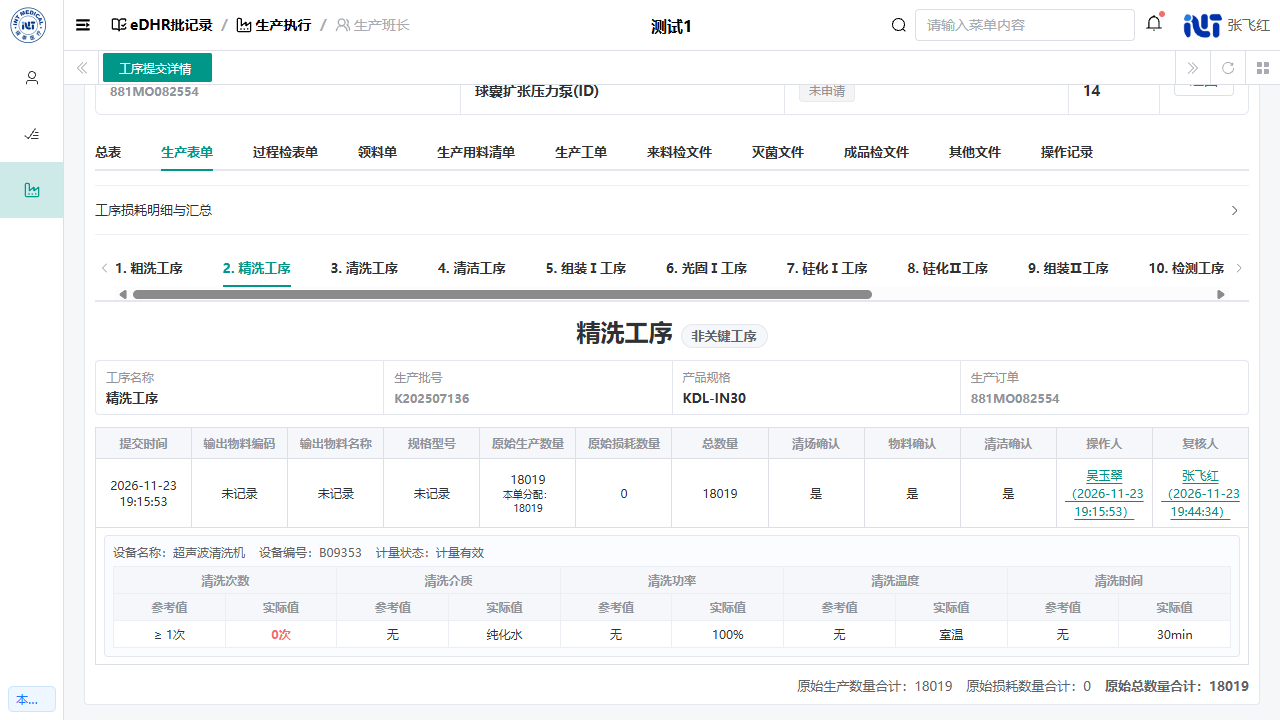 eDHR批记录 / 生产执行 / 生产班长
测试1
请输入菜单内容
张飞红
工序提交详情
881MO082554
球囊扩张压力泵(ID)
未申请
14
总表 生产表单 过程检表单 领料单 生产用料清单 生产工单 来料检文件 灭菌文件 成品检文件 其他文件 操作记录
工序损耗明细与汇总
1. 粗洗工序 2. 精洗工序 3. 清洗工序 4. 清洁工序 5. 组装Ⅰ工序 6. 光固Ⅰ工序 7. 硅化Ⅰ工序 8. 硅化Ⅱ工序 9. 组装Ⅱ工序 10. 检测工序
精洗工序 非关键工序
工序名称 生产批号 产品规格 生产订单
精洗工序 K202507136 KDL-IN30 881MO082554
提交时间 输出物料编码 输出物料名称 规格型号 原始生产数量 原始损耗数量 总数量 清场确认 物料确认 清洁确认 操作人 复核人
2026-11-23 19:15:53 未记录 未记录 未记录 18019 本单分配: 18019 0 18019 是 是 是 吴玉翠 (2026-11-23 19:15:53) 张飞红 (2026-11-23 19:44:34)
设备名称: 超声波清洗机 设备编号: B09353 计量状态: 计量有效
清洗次数 清洗介质 清洗功率 清洗温度 清洗时间
参考值 实际值 参考值 实际值 参考值 实际值 参考值 实际值 参考值 实际值
≥ 1次 0次 无 纯化水 无 100% 无 室温 无 30min
原始生产数量合计: 18019 原始损耗数量合计: 0 原始总数量合计: 18019
本...